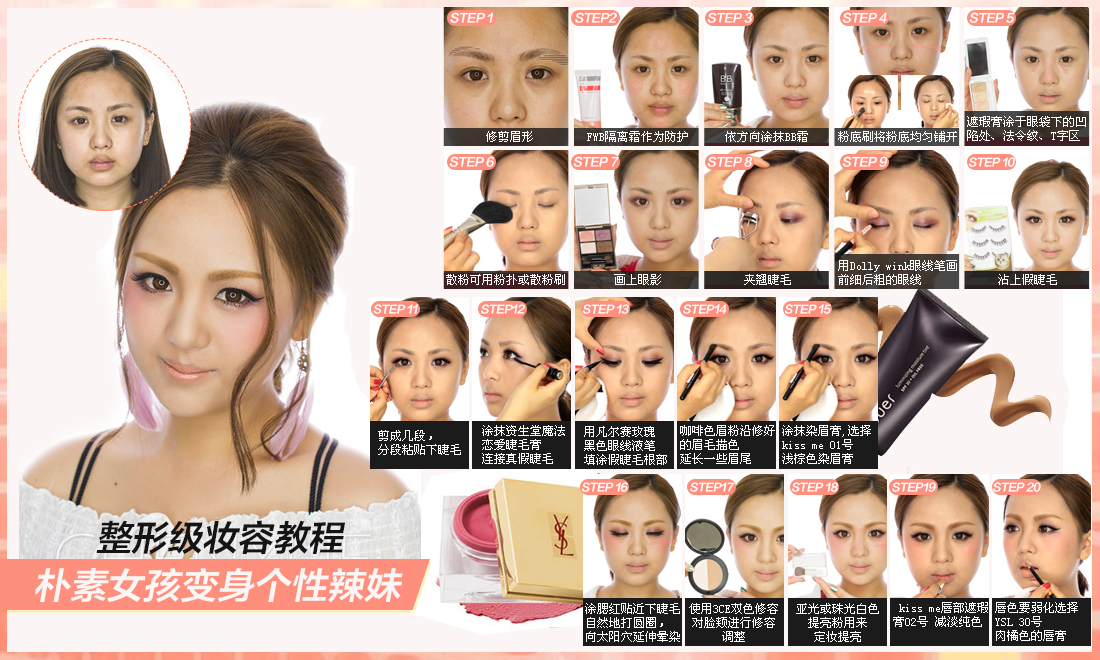 STEP 1
修剪眉形
STEP2
FWB隔离霜作为防护
STEP 3
依方向涂抹BB霜
STEP 4
粉底刷将粉底均匀铺开
STEP 5
遮瑕膏涂于眼袋下的凹
陷处、法令纹、T字区
STEP 6
散粉可用粉扑或散粉刷
STEP 7
画上眼影
STEP 8
夹翘睫毛
STEP 9
用Dolly wink眼线笔画
前细后粗的眼线
STEP 10
沾上假睫毛
STEP 11
剪成几段,
分段粘贴下睫毛
STEP12
涂抹资生堂魔法
恋爱睫毛膏
连接真假睫毛
STEP 13
用凡尔赛玫瑰
黑色眼线液笔
填涂假睫毛根部
STEP14
咖啡色眉粉沿修好
的眉毛描色
延长一些眉尾
STEP 15
涂抹染眉膏,选择
kiss me 01号
浅棕色染眉膏
STEP 16
涂腮红贴近下睫毛
自然地打圆圈,
向太阳穴延伸晕染
STEP17
使用3CE双色修容
对脸颊进行修容
调整
STEP 18
亚光或珠光白色
提亮粉用来
定妆提亮
STEP19
kiss me唇部遮瑕
膏02号 减淡纯色
STEP 20
唇色要弱化选择
YSL 30号
肉橘色的唇膏
整形级妆容教程
朴素女孩变身个性辣妹
YSL